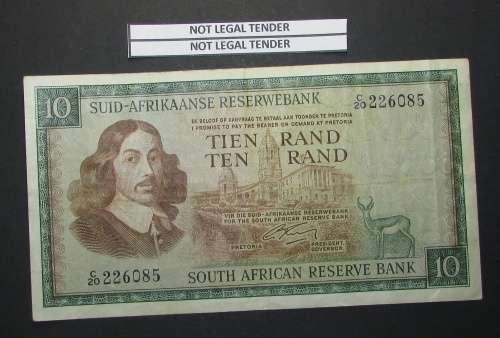 NOT LEGAL TENDER
NOT LEGAL TENDER
10
SUID-AFRIKAANSE RESERWEBANK
C/20 226085
EK BELOOF OP AANVRAAG TE BETAAL AAN TOONDER TE PRETORIA
I PROMISE TO PAY THE BEARER ON DEMAND AT PRETORIA
TIEN RAND
TEN RAND
VIR DIE SUID-AFRIKAANSE RESERWEBANK
FOR THE SOUTH AFRICAN RESERVE BANK
PRETORIA
PRESIDENT.
GOVERNOR.
C/20 226085
SOUTH AFRICAN RESERVE BANK
10